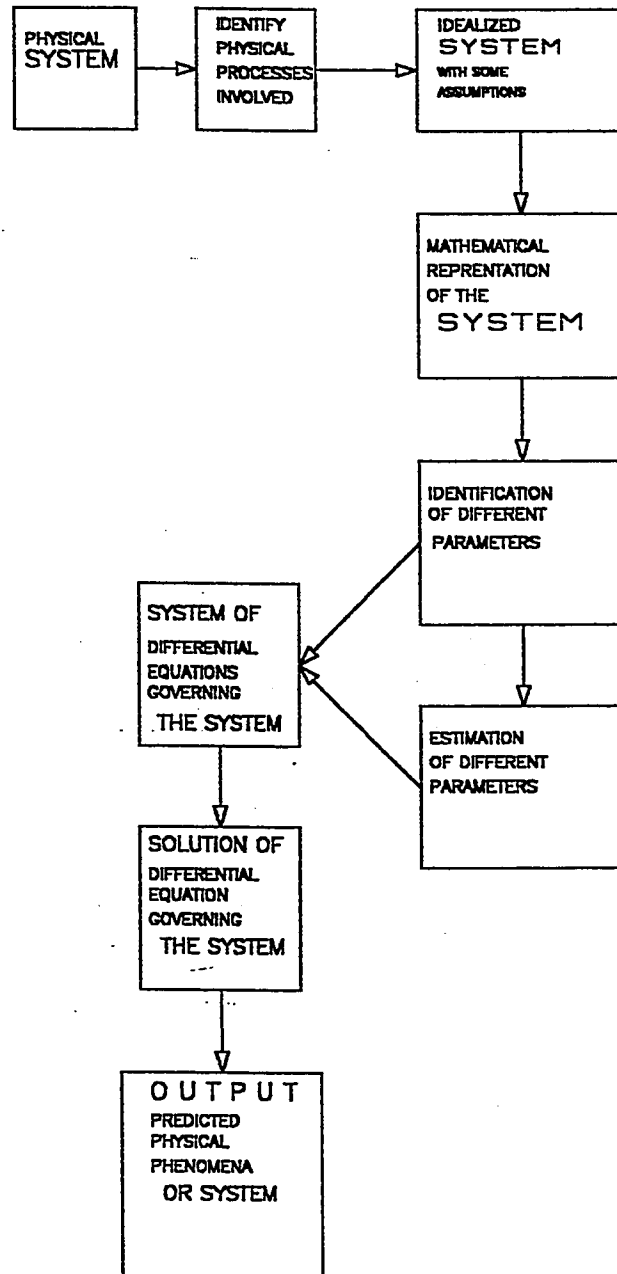 PHYSICAL
SYSTEM
IDENTIFY
PHYSICAL
PROCESSES
INVOLVED
IDEALIZED
SYSTEM
WITH SOME
ASSUMPTIONS
MATHEMATICAL
REPRENTATION
OF THE
SYSTEM
IDENTIFICATION
OF DIFFERENT
PARAMETERS
ESTIMATION
OF DIFFERENT
PARAMETERS
SYSTEM OF
DIFFERENTIAL
EQUATIONS
GOVERNING
THE SYSTEM
SOLUTION OF
DIFFERENTIAL
EQUATION
GOVERNING
THE SYSTEM
OUTPUT
PREDICTED
PHYSICAL
PHENOMENA
OR SYSTEM